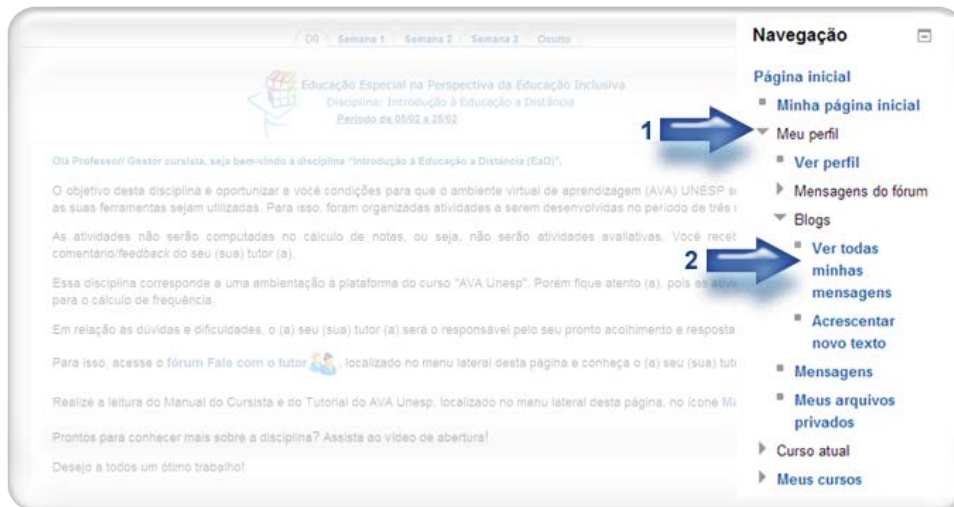 DB Semana 1 Semana 2 Semana 3 Oculto
Educação Especial na Perspectiva da Educação Inclusiva
Disciplina: Introdução à Educação a Distância
Período de 05/02 a 25/02
Olá Professor/ Gestor cursista, seja bem-vindo à disciplina "Introdução à Educação a Distância (EaD)".
O objetivo desta disciplina é oportunizar a você condições para que o ambiente virtual de aprendizagem (AVA) UNESP
as suas ferramentas sejam utilizadas. Para isso, foram organizadas atividades a serem desenvolvidas no período de três
As atividades não serão computadas no cálculo de notas, ou seja, não serão atividades avaliativas. Você
comentário/feedback do seu (sua) tutor (a).
Essa disciplina corresponde a uma ambientação à plataforma do curso "AVA Unesp". Porém fique atento (a), pois as
para o cálculo de frequência.
Em relação às dúvidas e dificuldades, o (a) seu (sua) tutor (a) será o responsável pelo seu pronto acolhimento e resposta
Para isso, acesse o fórum Fale com o tutor , localizado no menu lateral desta página e conheça o (a) seu (sua)
Realize a leitura do Manual do Cursista e do Tutorial do AVA Unesp, localizado no menu lateral desta página, no ícone
Prontos para conhecer mais sobre a disciplina? Assista ao vídeo de abertura!
Desejo a todos um ótimo trabalho!
Navegação
Página inicial
Minha página inicial
1
Meu perfil
Ver perfil
Mensagens do fórum
Blogs
2
Ver todas
minhas
mensagens
Acrescentar
novo texto
Mensagens
Meus arquivos
privados
Curso atual
Meus cursos